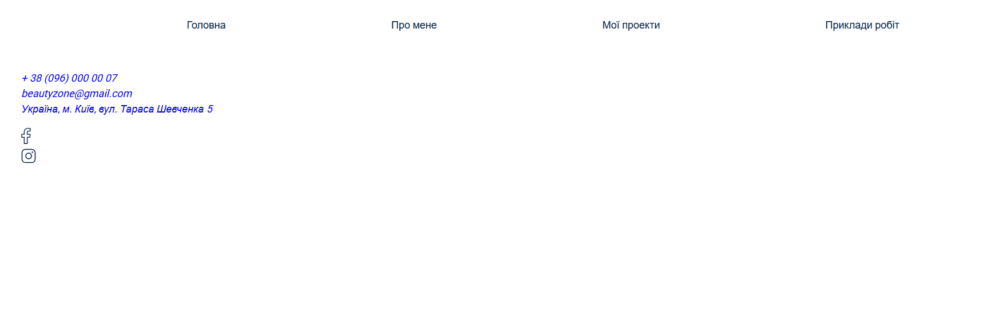 Головна
Про мене
Мої проекти
Приклади робіт
+ 38 (096) 000 00 07
beautyzone@gmail.com
Україна, м. Київ, вул. Тараса Шевченка 5